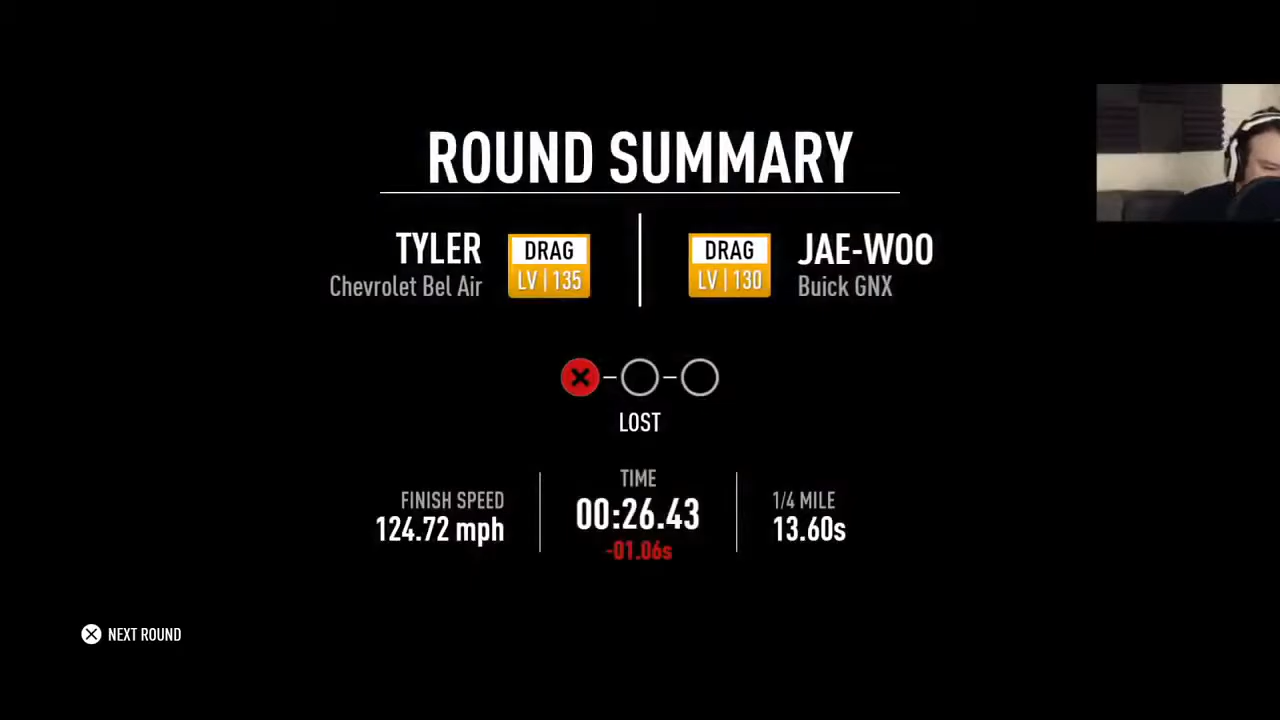 ROUND SUMMARY
TYLER
Chevrolet Bel Air
DRAG
LV | 135
DRAG
LV | 130
JAE-WOO
Buick GNX
LOST
FINISH SPEED
124.72 mph
TIME
00:26.43
-01.06s
1/4 MILE
13.60s
NEXT ROUND